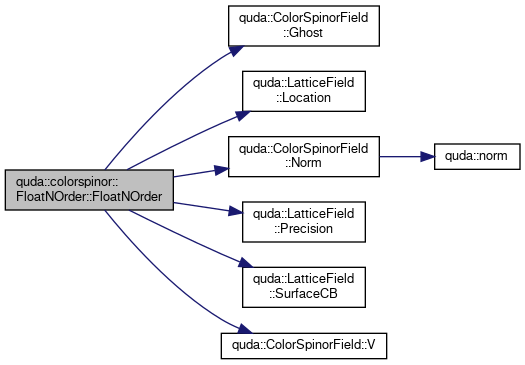 quda::ColorSpinorField
::Ghost
quda::LatticeField
::Location
quda::ColorSpinorField
::Norm
quda::norm
quda::colorspinor::
FloatNOrder::FloatNOrder
quda::LatticeField
::Precision
quda::LatticeField
::SurfaceCB
quda::ColorSpinorField::V